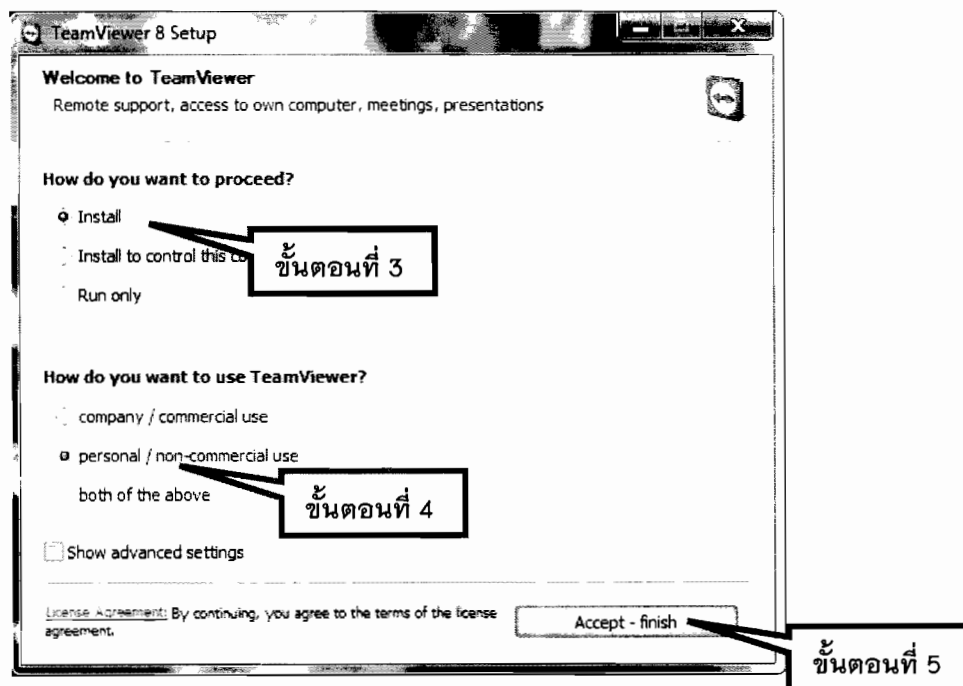 TeamViewer 8 Setup
Welcome to TeamViewer
Remote support, access to own computer, meetings, presentations
How do you want to proceed?
Install
Install to control this
ขั้นตอนที่ 3
Run only
How do you want to use TeamViewer?
company / commercial use
personal / non-commercial use
both of the above
ขั้นตอนที่ 4
Show advanced settings
License Agreement: By continuing, you agree to the terms of the license
agreement.
Accept - finish
ขั้นตอนที่ 5